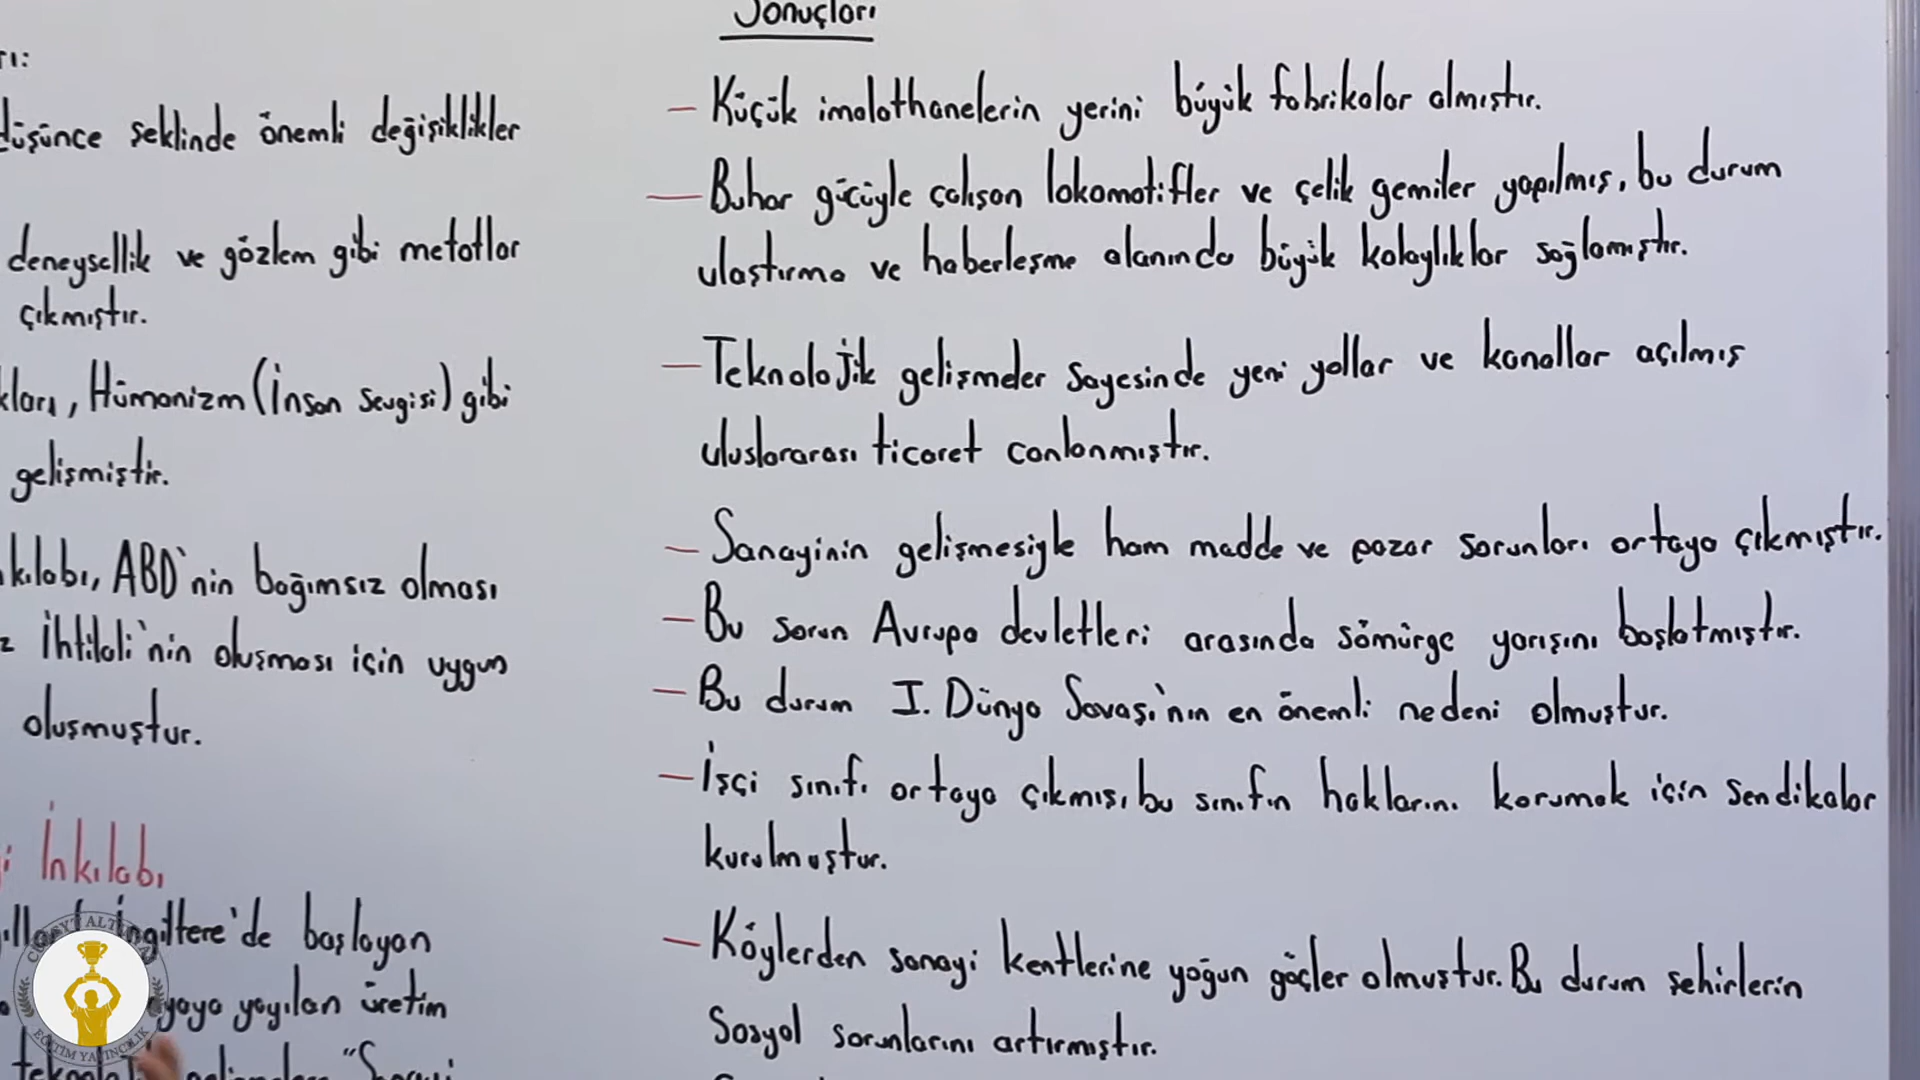 düşünce şeklinde önemli değişiklikler
deneysellik ve gözlem gibi metotlar
çıkmıştır.
Hümanizm (İnsan Sevgisi) gibi
gelişmiştir.
ABD'nin bağımsız olması
İhtilali'nin oluşması için uygun
oluşmuştur.
İnkılabı
İngiltere'de başlayan
yayılan üretim
Sonuçları
— Küçük imalathanelerin yerini büyük fabrikalar almıştır.
— Buhar gücüyle çalışan lokomotifler ve çelik gemiler yapılmış, bu durum
ulaştırma ve haberleşme alanında büyük kolaylıklar sağlamıştır.
— Teknolojik gelişmeder sayesinde yeni yollar ve kanallar açılmış
uluslararası ticaret canlanmıştır.
— Sanayinin gelişmesiyle ham madde ve pazar sorunları ortaya çıkmıştır.
— Bu sorun Avrupa devletleri arasında sömürge yarışını başlatmıştır.
— Bu durum I. Dünya Savaşı'nın en önemli nedeni olmuştur.
— İşçi sınıfı ortaya çıkmış, bu sınıfın haklarını korumak için sendikalar
kurulmuştur.
— Köylerden sanayi kentlerine yoğun göçler olmuştur. Bu durum şehirlerin
Sosyal sorunlarını artırmıştır.